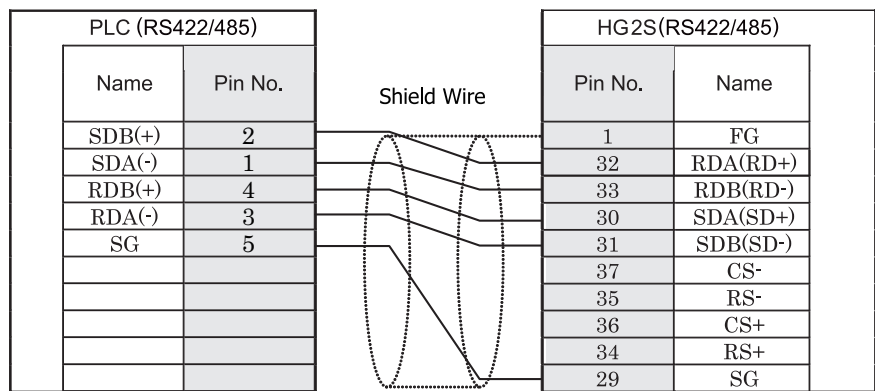 PLC (RS422/485) HG2S(RS422/485)
Name Pin No. Shield Wire Pin No. Name
SDB(+) 2 1 FG
SDA(-) 1 32 RDA(RD+)
RDB(+) 4 33 RDB(RD-)
RDA(-) 3 30 SDA(SD+)
SG 5 31 SDB(SD-)
37 CS-
35 RS-
36 CS+
34 RS+
29 SG